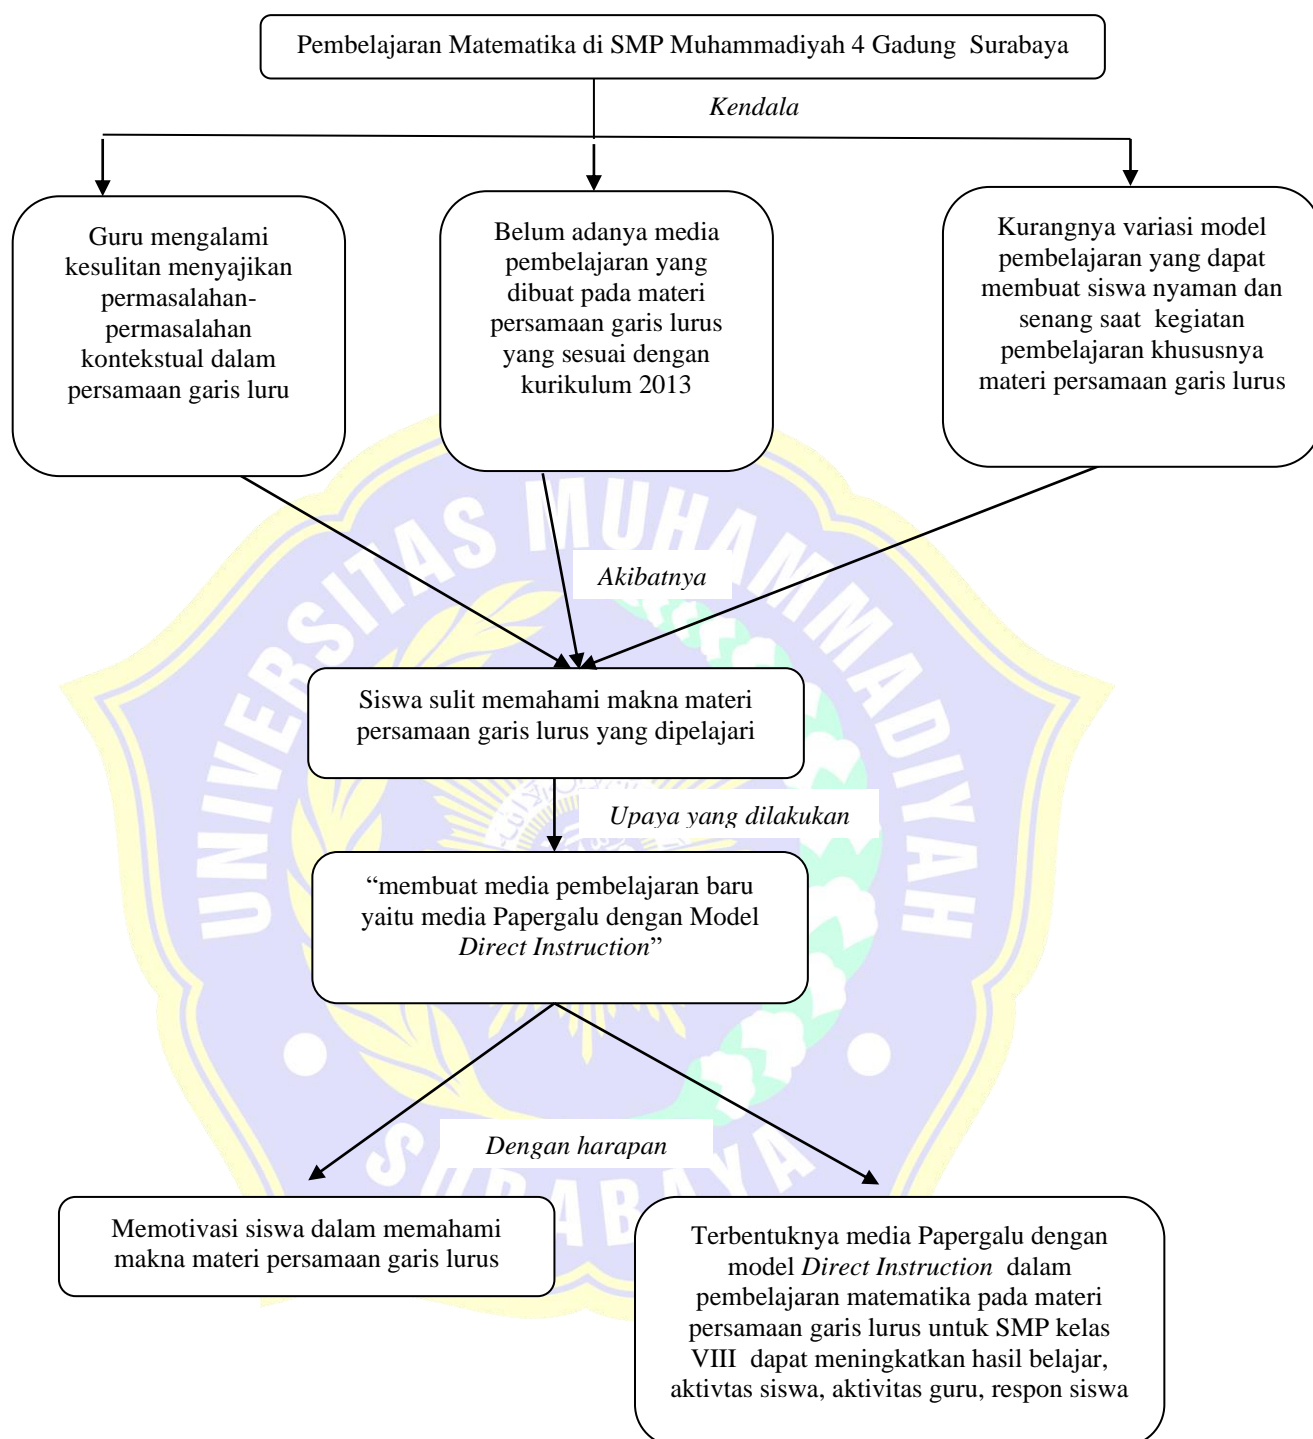 Pembelajaran Matematika di SMP Muhammadiyah 4 Gadung  Surabaya
Kendala
Guru mengalami
kesulitan menyajikan
permasalahan-
permasalahan
kontekstual dalam
persamaan garis luru
Belum adanya media
pembelajaran yang
dibuat pada materi
persamaan garis lurus
yang sesuai dengan
kurikulum 2013
Kurangnya variasi model
pembelajaran yang dapat
membuat siswa nyaman dan
senang saat  kegiatan
pembelajaran khususnya
materi persamaan garis lurus
UNIVERSITAS MUHAMMADIYAH
Akibatnya
Siswa sulit memahami makna materi
persamaan garis lurus yang dipelajari
Upaya yang dilakukan
“membuat media pembelajaran baru
yaitu media Papergalu dengan Model
Direct Instruction”
Dengan harapan
SURABAYA
Memotivasi siswa dalam memahami
makna materi persamaan garis lurus
Terbentuknya media Papergalu dengan
model Direct Instruction  dalam
pembelajaran matematika pada materi
persamaan garis lurus untuk SMP kelas
VIII  dapat meningkatkan hasil belajar,
aktivtas siswa, aktivitas guru, respon siswa